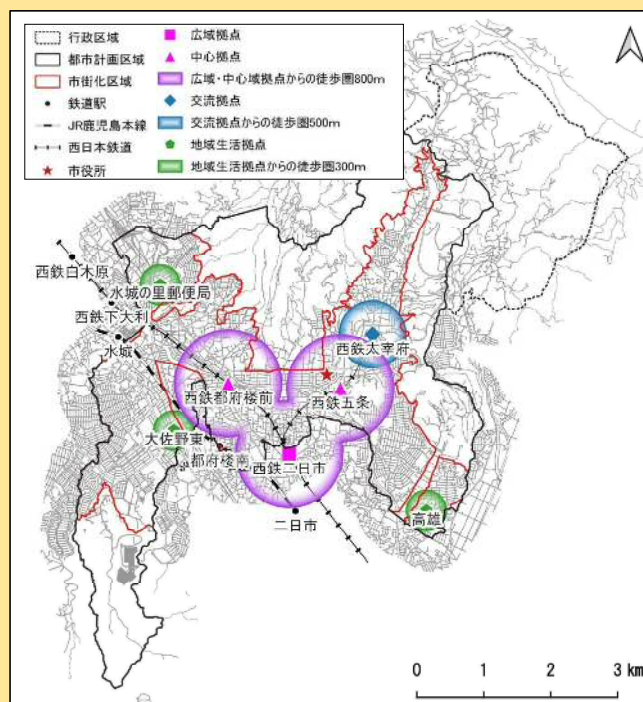 行政区域
都市計画区域
市街化区域
鉄道駅
JR鹿児島本線
西日本鉄道
市役所
広域拠点
中心拠点
広域・中心域拠点からの徒歩圏800m
交流拠点
交流拠点からの徒歩圏500m
地域生活拠点
地域生活拠点からの徒歩圏300m
西鉄白木原
水城の里郵便局
西鉄下大利
水城
西鉄太宰府
西鉄都府楼前
西鉄五条
大佐野東
都府楼南
西鉄二日市
二日市
高雄
0 1 2 3 km